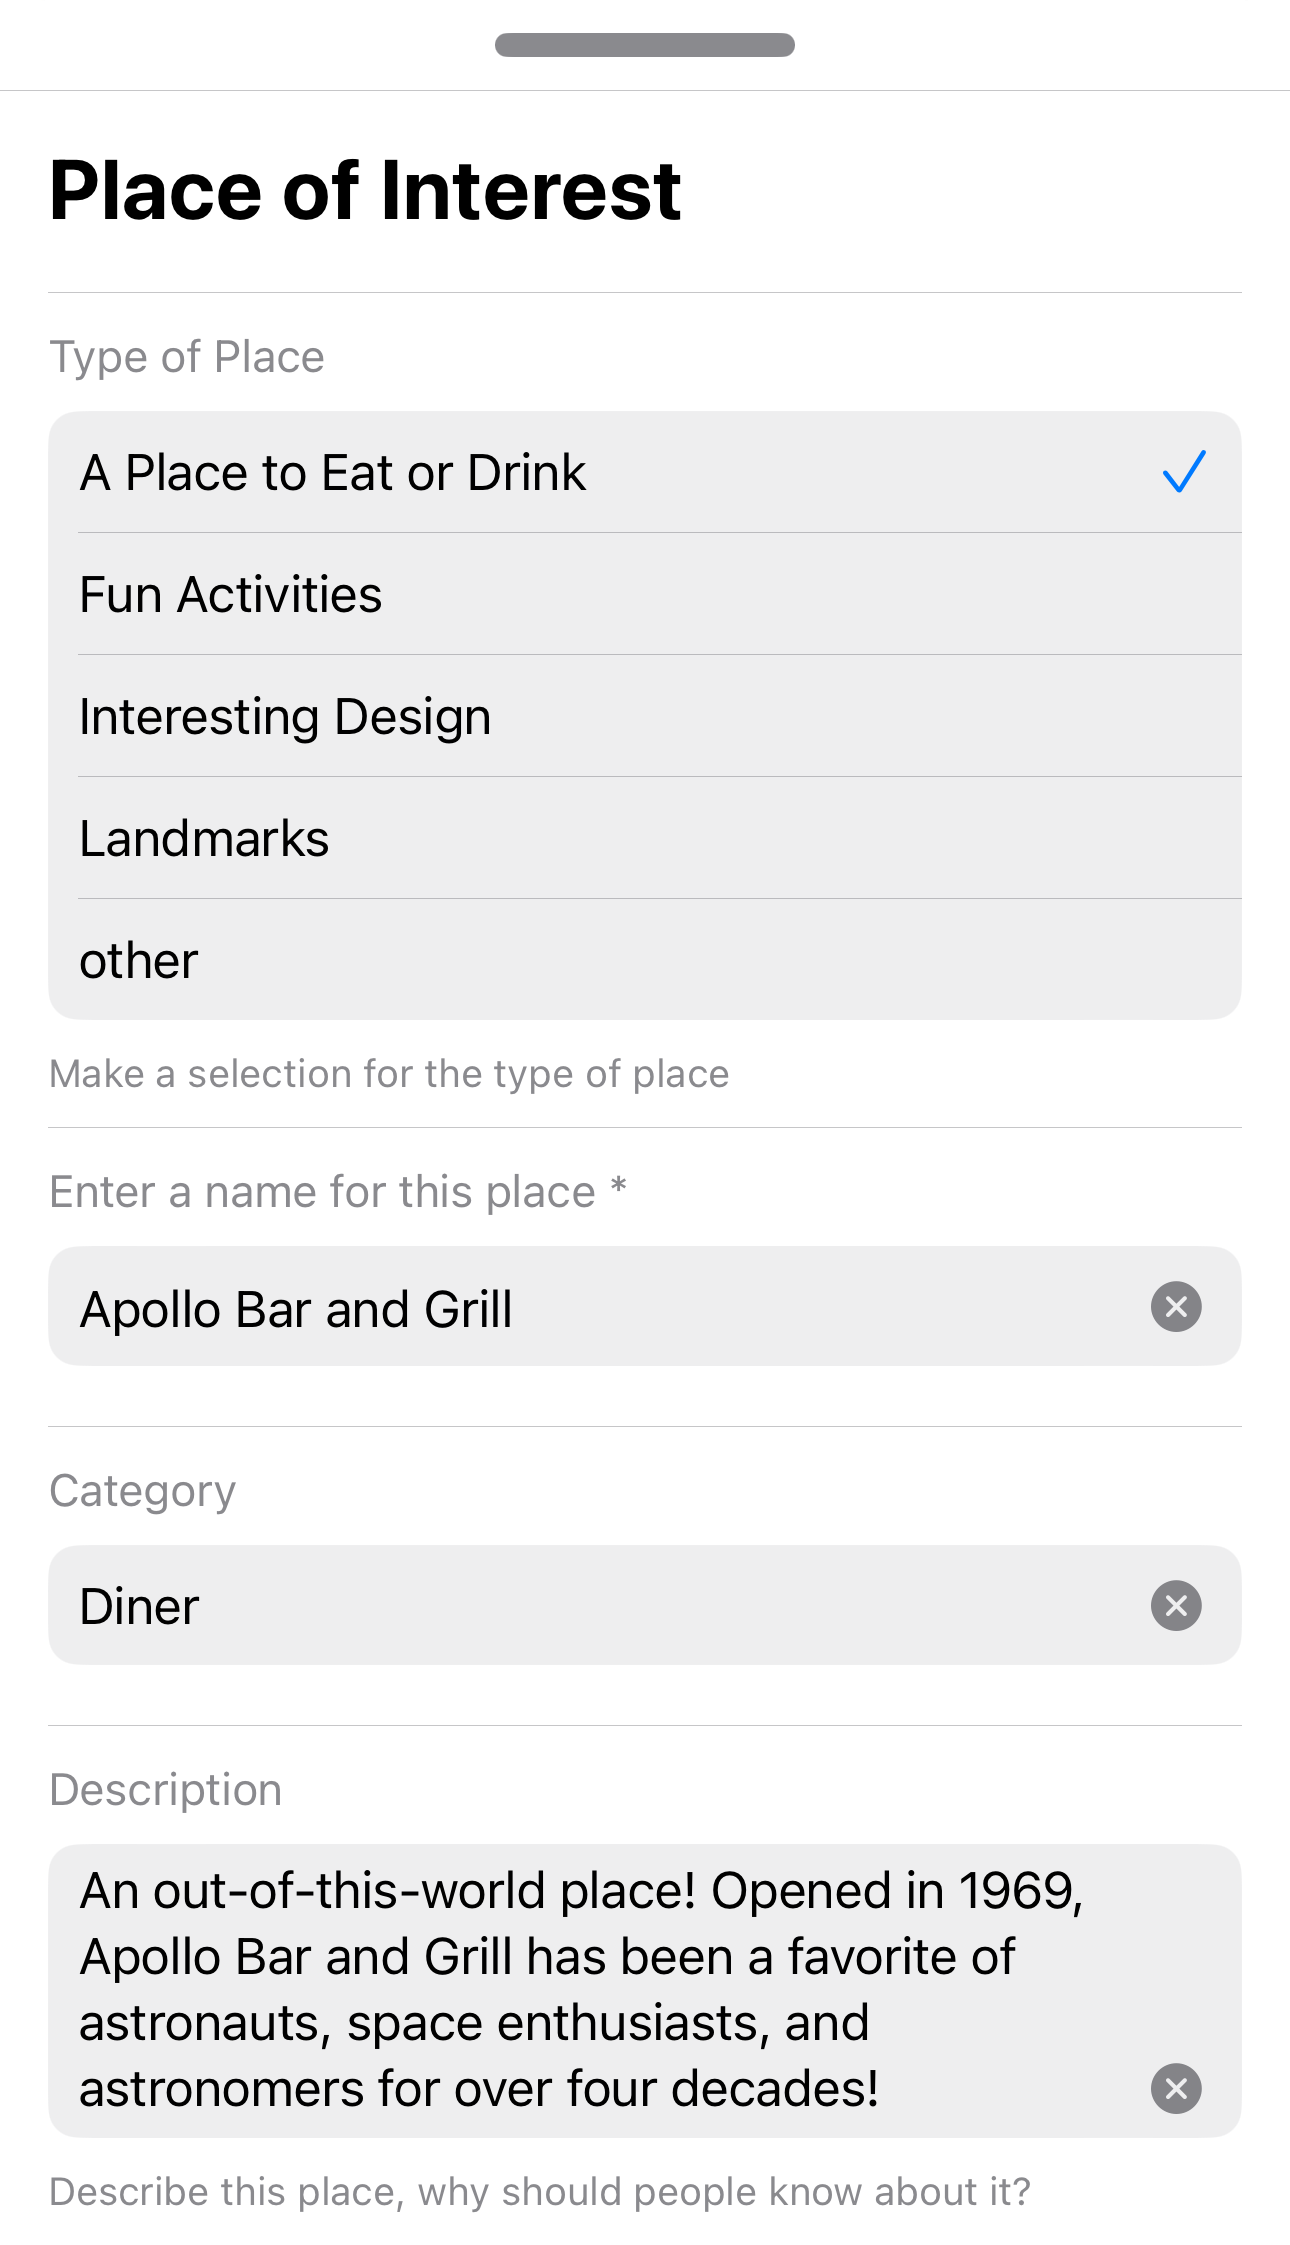 Place of Interest
Type of Place
A Place to Eat or Drink
Fun Activities
Interesting Design
Landmarks
other
Make a selection for the type of place
Enter a name for this place *
Apollo Bar and Grill
Category
Diner
Description
An out-of-this-world place! Opened in 1969,
Apollo Bar and Grill has been a favorite of
astronauts, space enthusiasts, and
astronomers for over four decades!
Describe this place, why should people know about it?